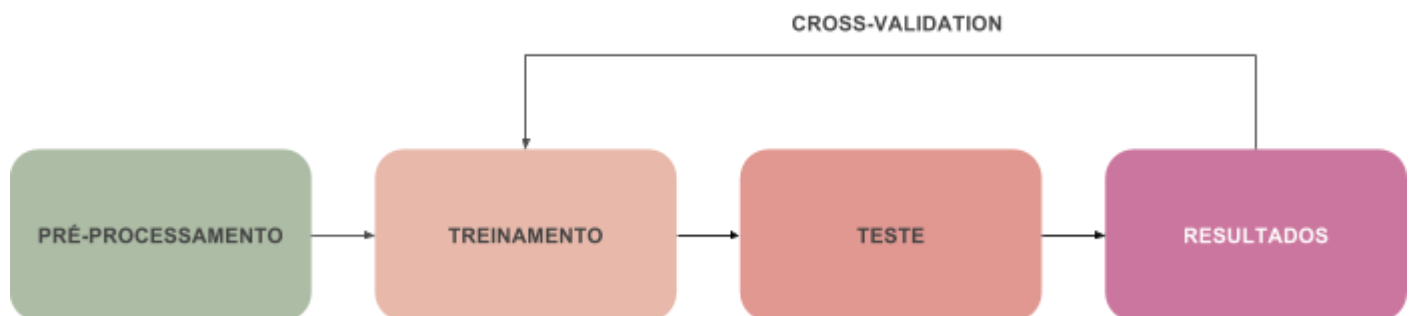 CROSS-VALIDATION
PRÉ-PROCESSAMENTO
TREINAMENTO
TESTE
RESULTADOS